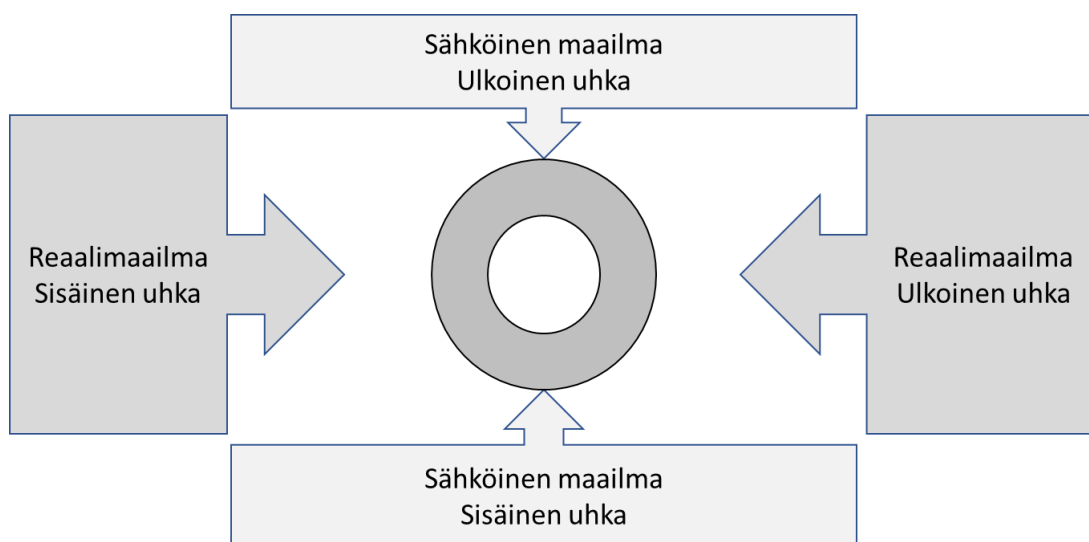 Sähköinen maailma
Ulkoinen uhka
Reaalimaailma
Sisäinen uhka
Reaalimaailma
Ulkoinen uhka
Sähköinen maailma
Sisäinen uhka